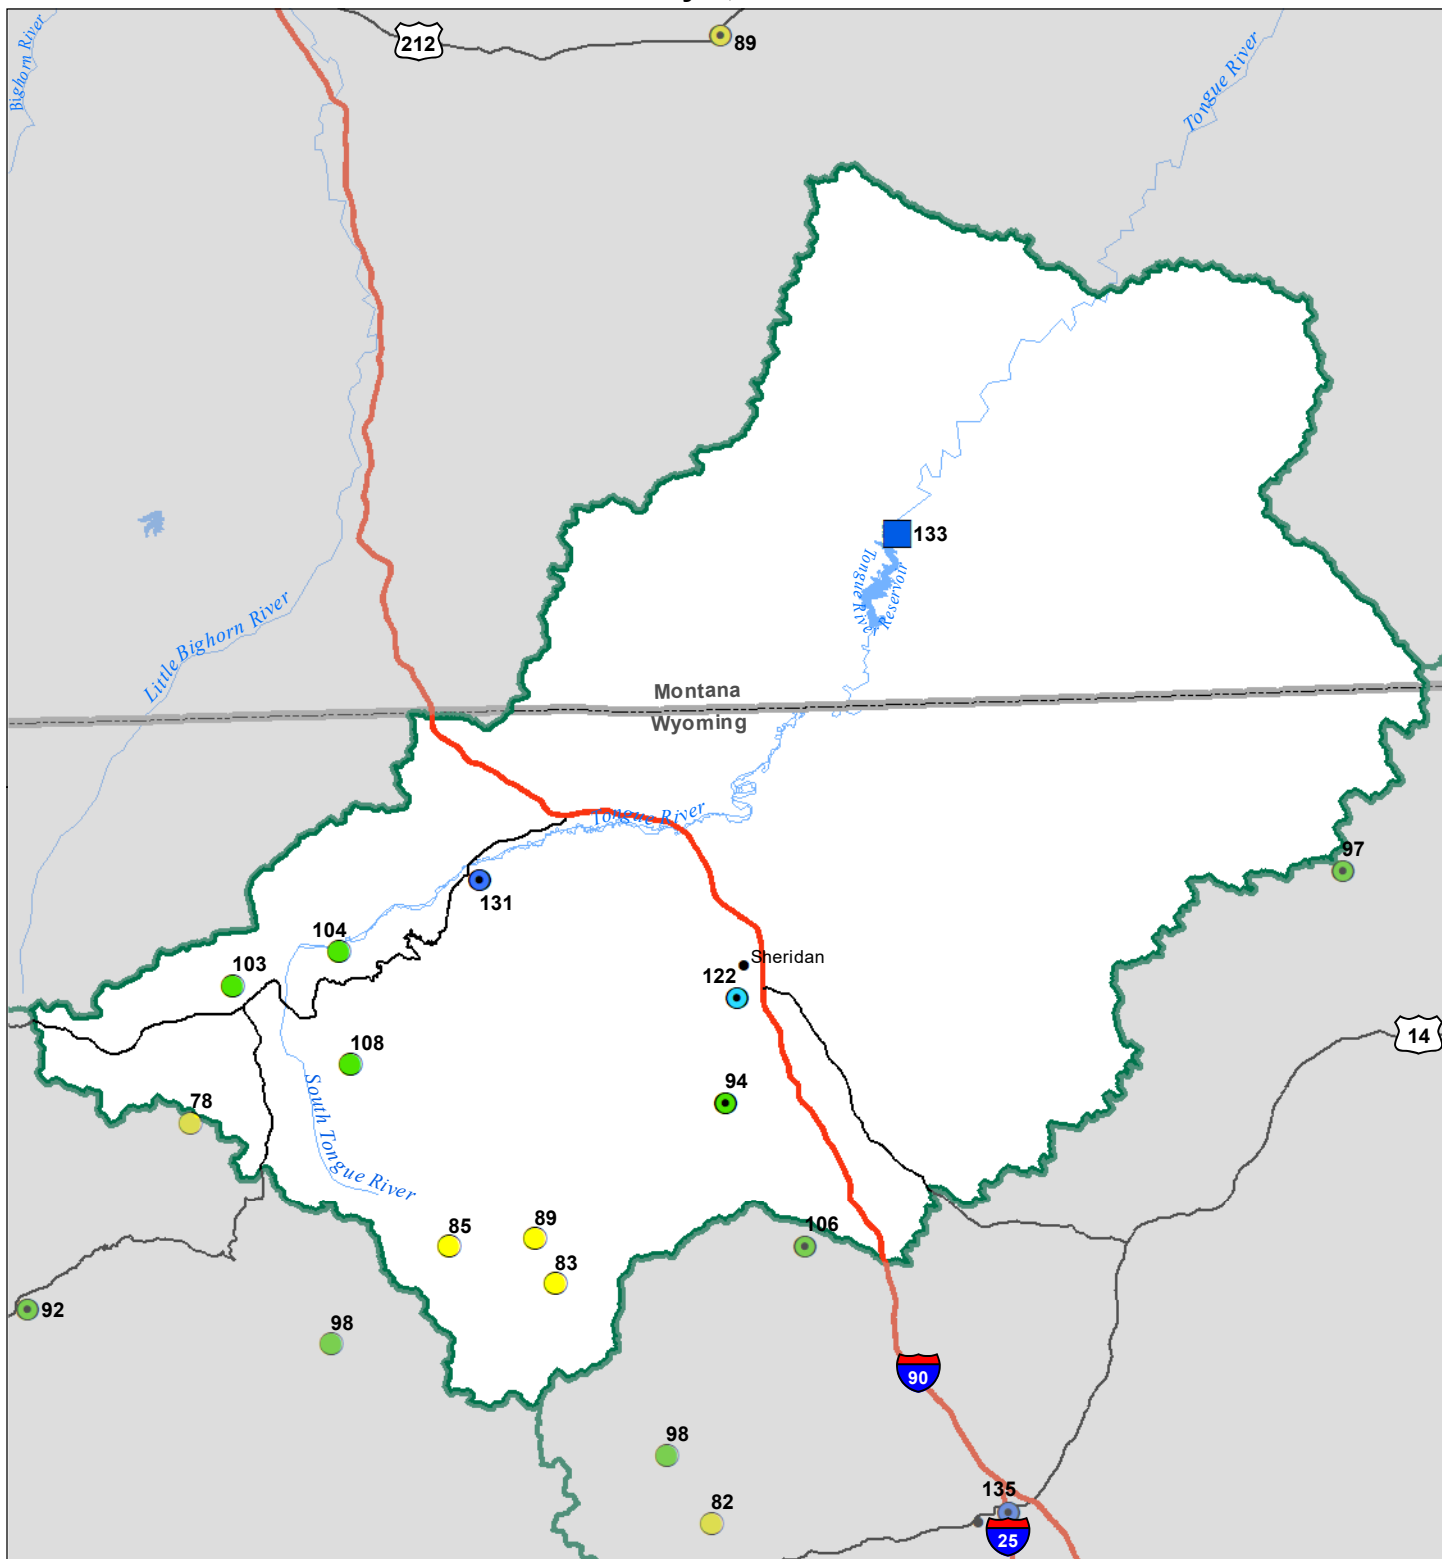 Bighorn River
212
89
Tongue River
133
Tongue River
Reservoir
Little Bighorn River
Montana
Wyoming
Tongue River
97
131
104
Sheridan
103
122
14
108
94
78
South Tongue River
85
89
106
83
92
98
90
98
135
82
25